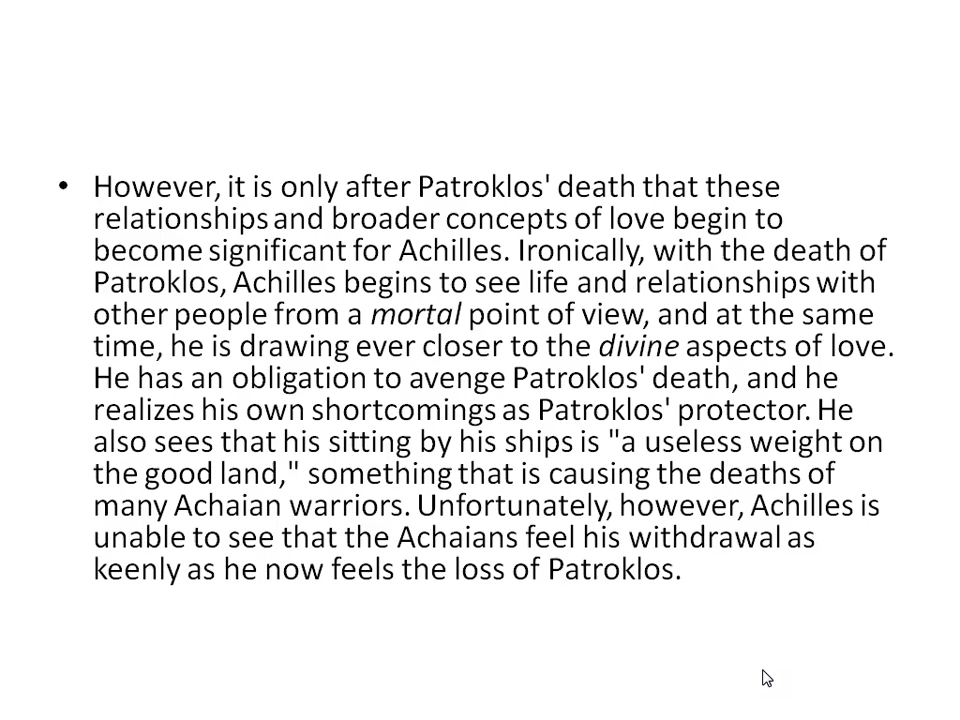 • However, it is only after Patroklos' death that these
relationships and broader concepts of love begin to
become significant for Achilles. Ironically, with the death of
Patroklos, Achilles begins to see life and relationships with
other people from a mortal point of view, and at the same
time, he is drawing ever closer to the divine aspects of love.
He has an obligation to avenge Patroklos' death, and he
realizes his own shortcomings as Patroklos' protector. He
also sees that his sitting by his ships is "a useless weight on
the good land," something that is causing the deaths of
many Achaian warriors. Unfortunately, however, Achilles is
unable to see that the Achaians feel his withdrawal as
keenly as he now feels the loss of Patroklos.